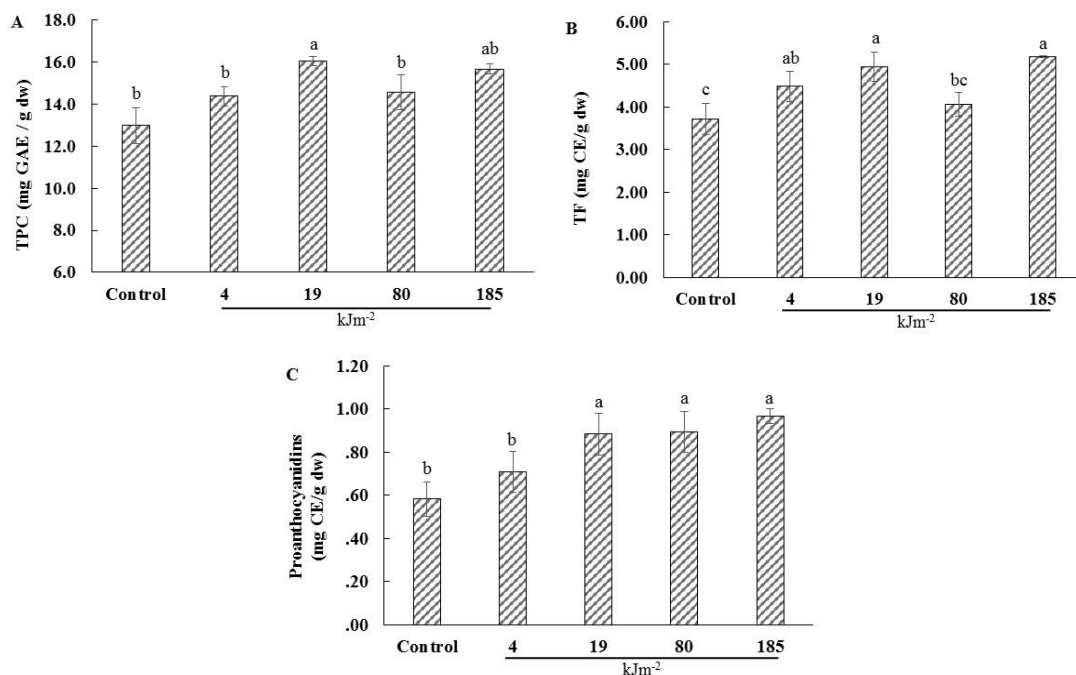 A
TPC (mg GAE / g dw)
18.0
16.0
14.0
12.0
10.0
8.0
6.0
b
b
a
b
ab
Control
4
19
80
185
kJm-2
B
TF (mg CE/g dw)
6.00
5.00
4.00
3.00
2.00
1.00
0.00
c
ab
a
bc
a
Control
4
19
80
185
kJm-2
C
Proanthocyanidins
(mg CE/g dw)
1.20
1.00
.80
.60
.40
.20
.00
b
b
a
a
a
Control
4
19
80
185
kJm-2